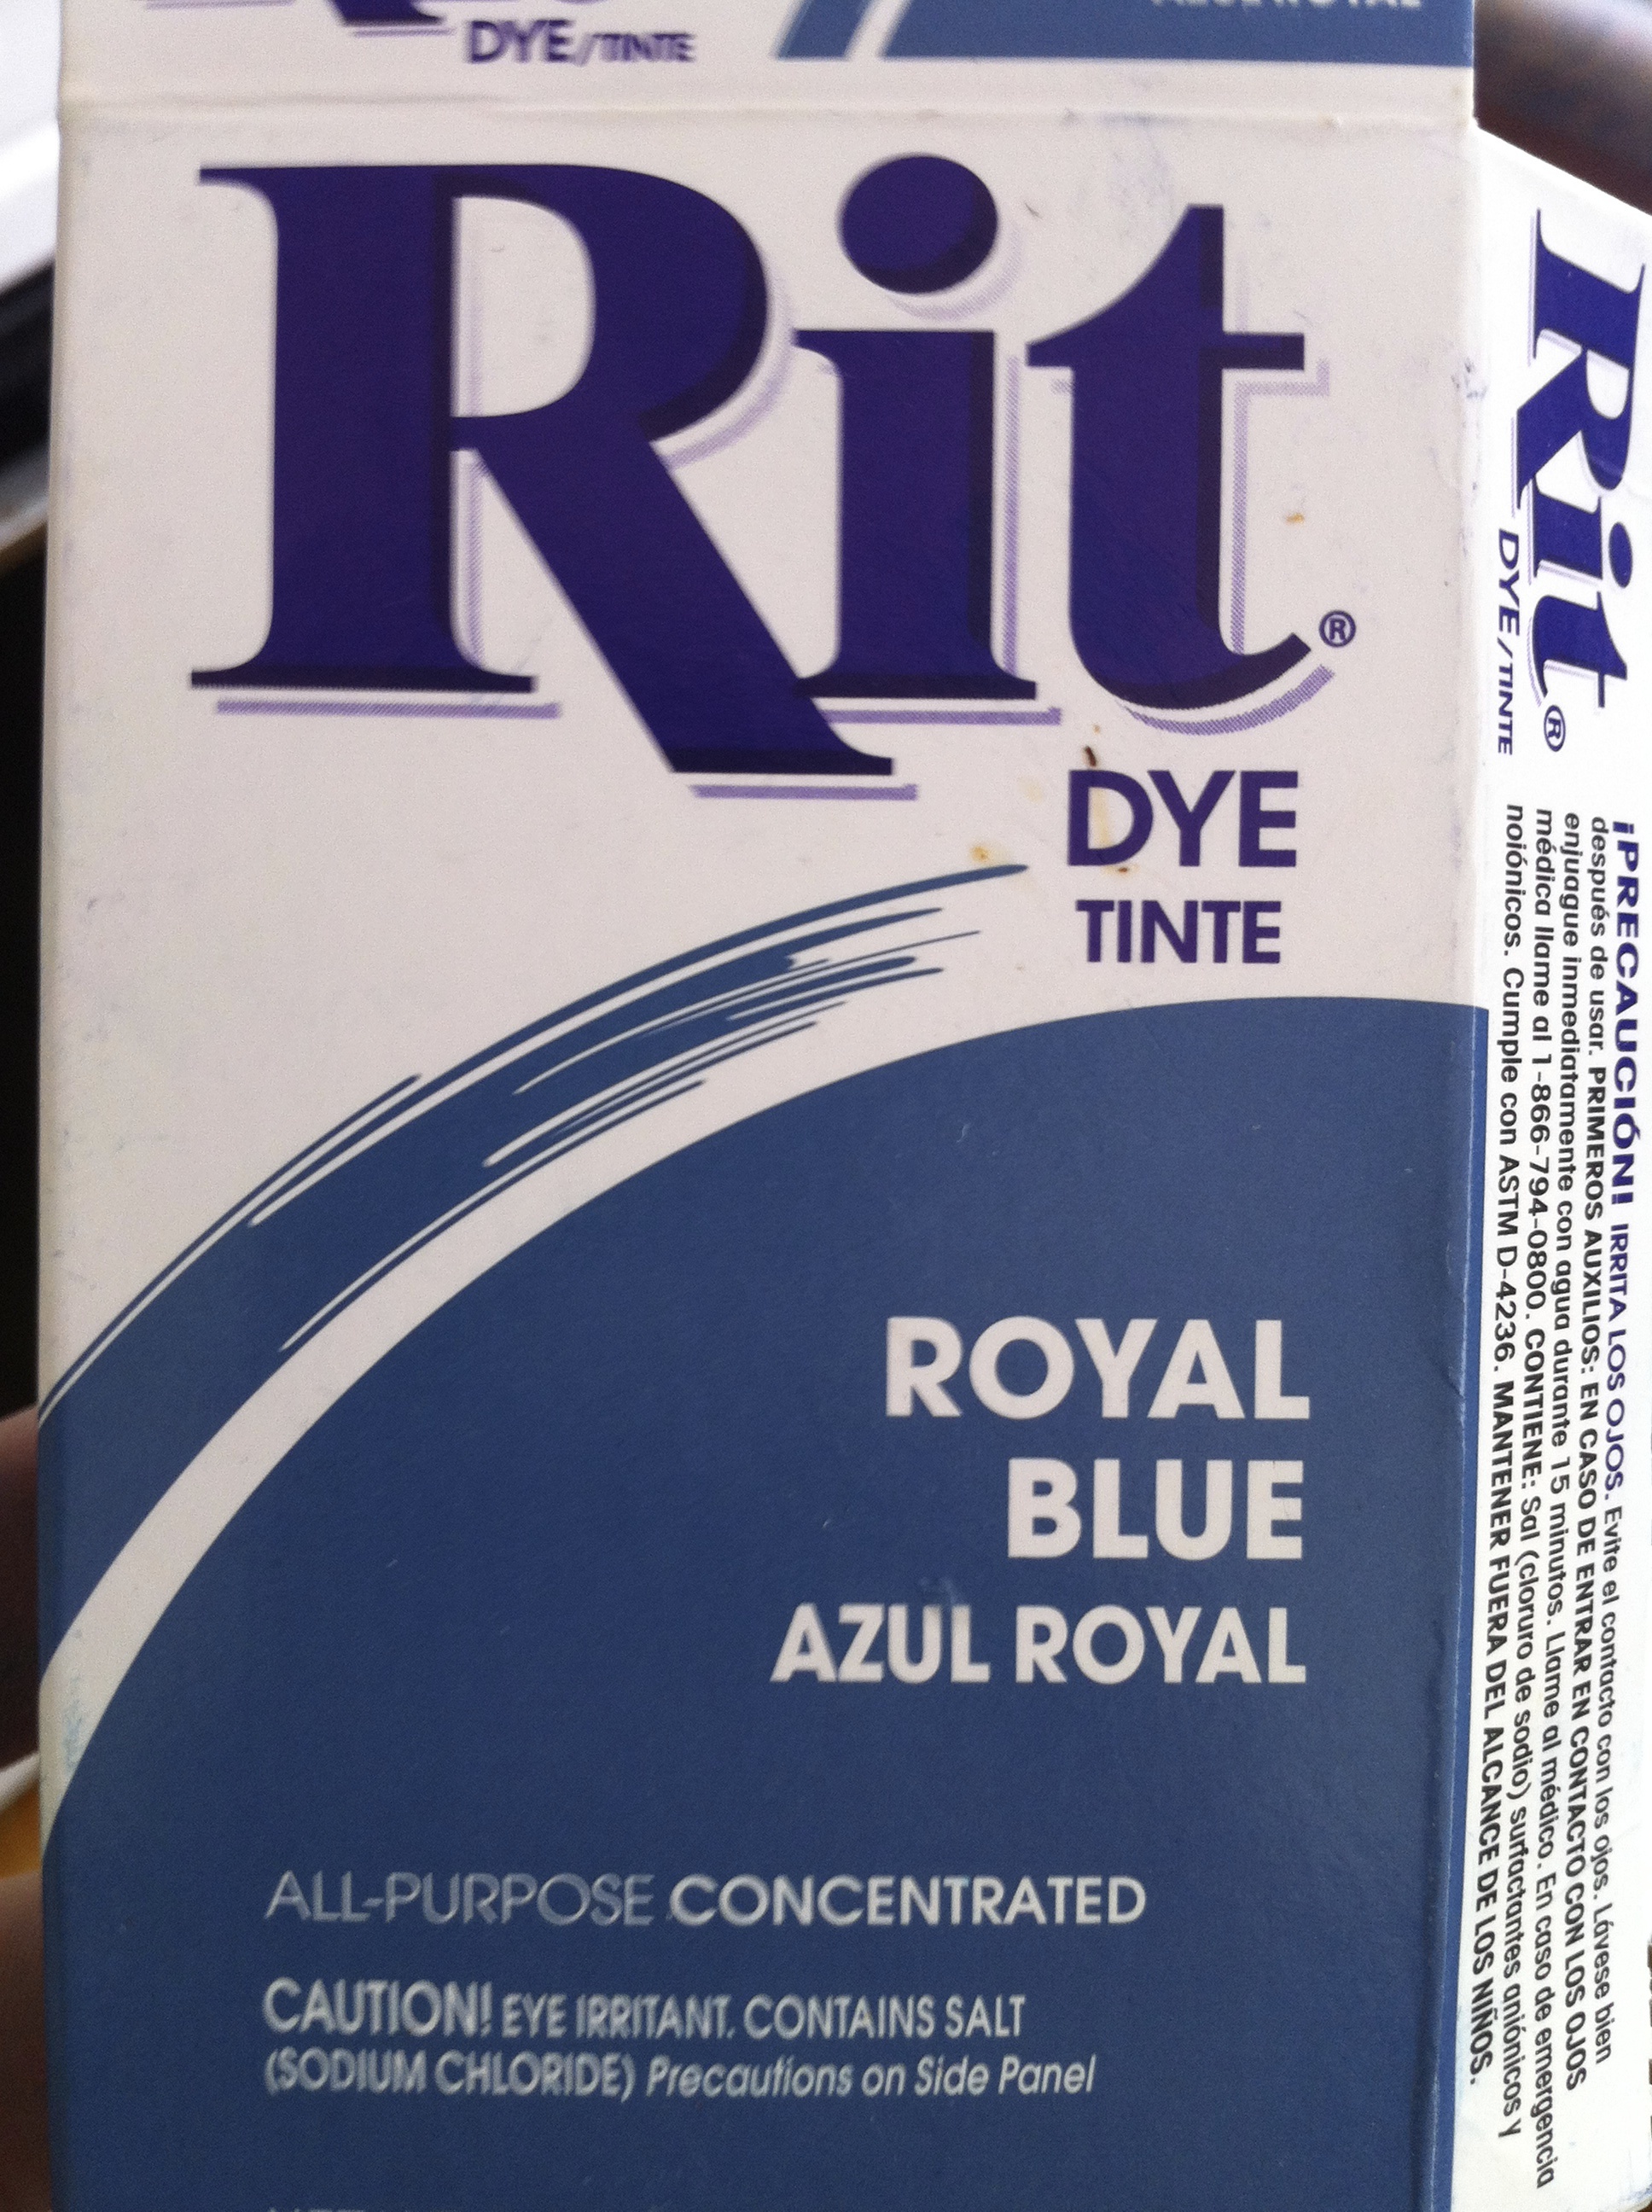 DYE/TINTE
Rit®
DYE
TINTE
ROYAL
BLUE
AZUL ROYAL
ALL-PURPOSE CONCENTRATED
CAUTION! EYE IRRITANT. CONTAINS SALT
(SODIUM CHLORIDE) Precautions on Side Panel
Rit®
DYE/TINTE
¡PRECAUCIÓN! IRRITA LOS OJOS. Evite el contacto con los ojos. Lávese bien
después de usar. PRIMEROS AUXILIOS: EN CASO DE ENTRAR EN CONTACTO CON LOS OJOS
enjuague inmediatamente con agua durante 15 minutos. Llame al médico. En caso de emergencia
médica llame al 1-866-794-0800. CONTIENE: Sal (cloruro de sodio) surfactantes aniónicos y
noiónicos. Cumple con ASTM D-4236. MANTENER FUERA DEL ALCANCE DE LOS NIÑOS.